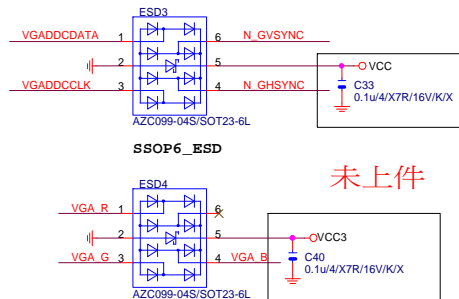 ESD3
VGADDCDATA 1 6 N_GVSYNC
2 5 VCC
VGADDCCLK 3 4 N_GHSYNC
C33
0.1u/4/X7R/16V/K/X
AZC099-04S/SOT23-6L
SSOP6_ESD
未上件
ESD4
VGA_R 1 6
2 5 VCC3
VGA_G 3 4 VGA_B
C40
0.1u/4/X7R/16V/K/X
AZC099-04S/SOT23-6L